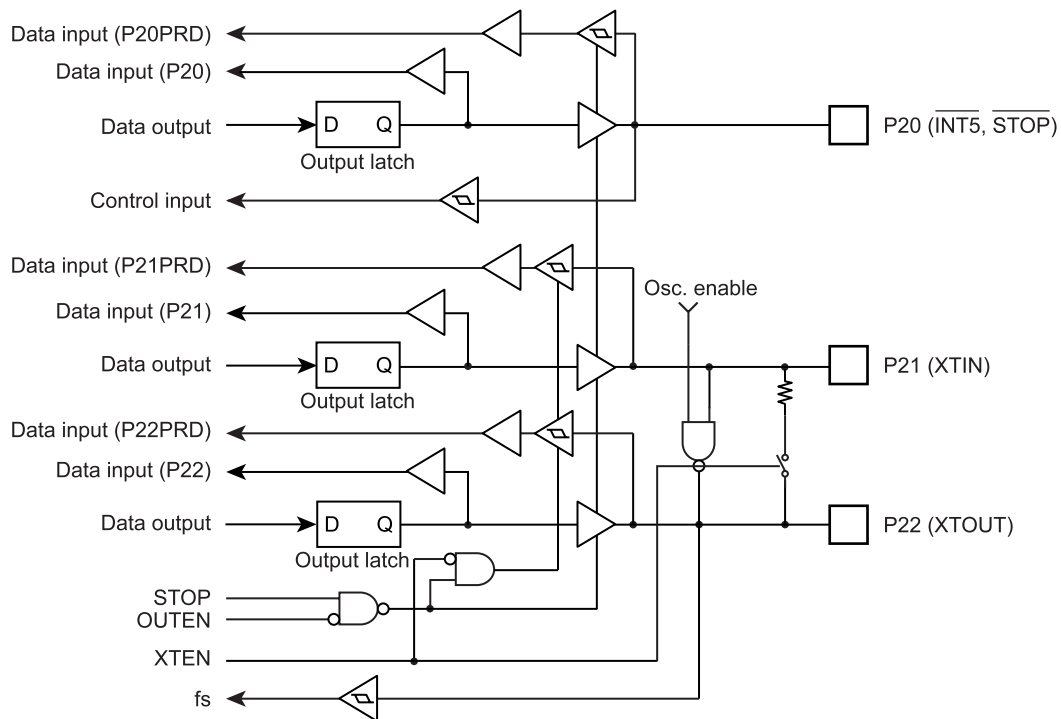 Data input (P20PRD)
Data input (P20)
Data output
D Q
Output latch
P20 (INT5, STOP)
Control input
Data input (P21PRD)
Osc. enable
Data input (P21)
Data output
D Q
Output latch
P21 (XTIN)
Data input (P22PRD)
Data input (P22)
Data output
D Q
Output latch
P22 (XTOUT)
STOP
OUTEN
XTEN
fs